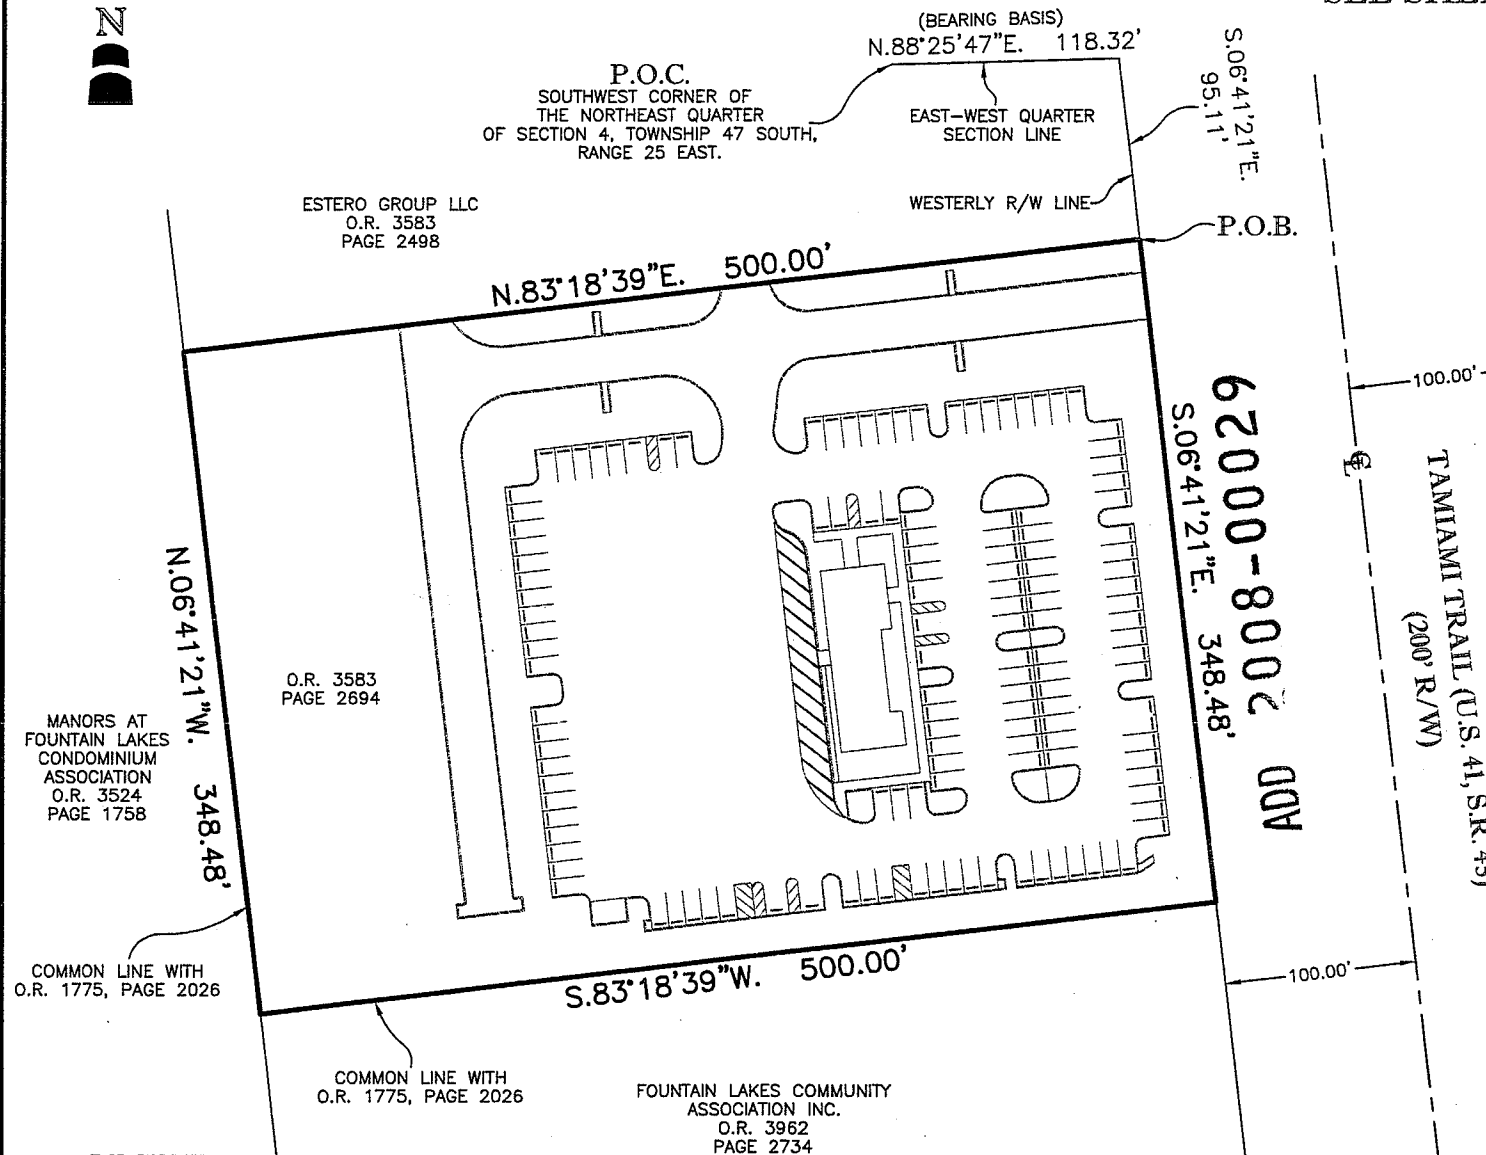 N
(BEARING BASIS)
N.88°25'47"E. 118.32'
S.06°41'21"E.
95.11'
P.O.C.
SOUTHWEST CORNER OF
THE NORTHEAST QUARTER
OF SECTION 4, TOWNSHIP 47 SOUTH,
RANGE 25 EAST.
EAST-WEST QUARTER
SECTION LINE
WESTERLY R/W LINE
P.O.B.
ESTERO GROUP LLC
O.R. 3583
PAGE 2498
N.83°18'39"E. 500.00'
S.06°41'21"E. 348.48'
ADD 2008-00029
100.00'
TAMIAMI TRAIL (U.S. 41, S.R. 45)
(200' R/W)
N.06°41'21"W. 348.48'
O.R. 3583
PAGE 2694
MANORS AT
FOUNTAIN LAKES
CONDOMINIUM
ASSOCIATION
O.R. 3524
PAGE 1758
COMMON LINE WITH
O.R. 1775, PAGE 2026
S.83°18'39"W. 500.00'
100.00'
COMMON LINE WITH
O.R. 1775, PAGE 2026
FOUNTAIN LAKES COMMUNITY
ASSOCIATION INC.
O.R. 3962
PAGE 2734